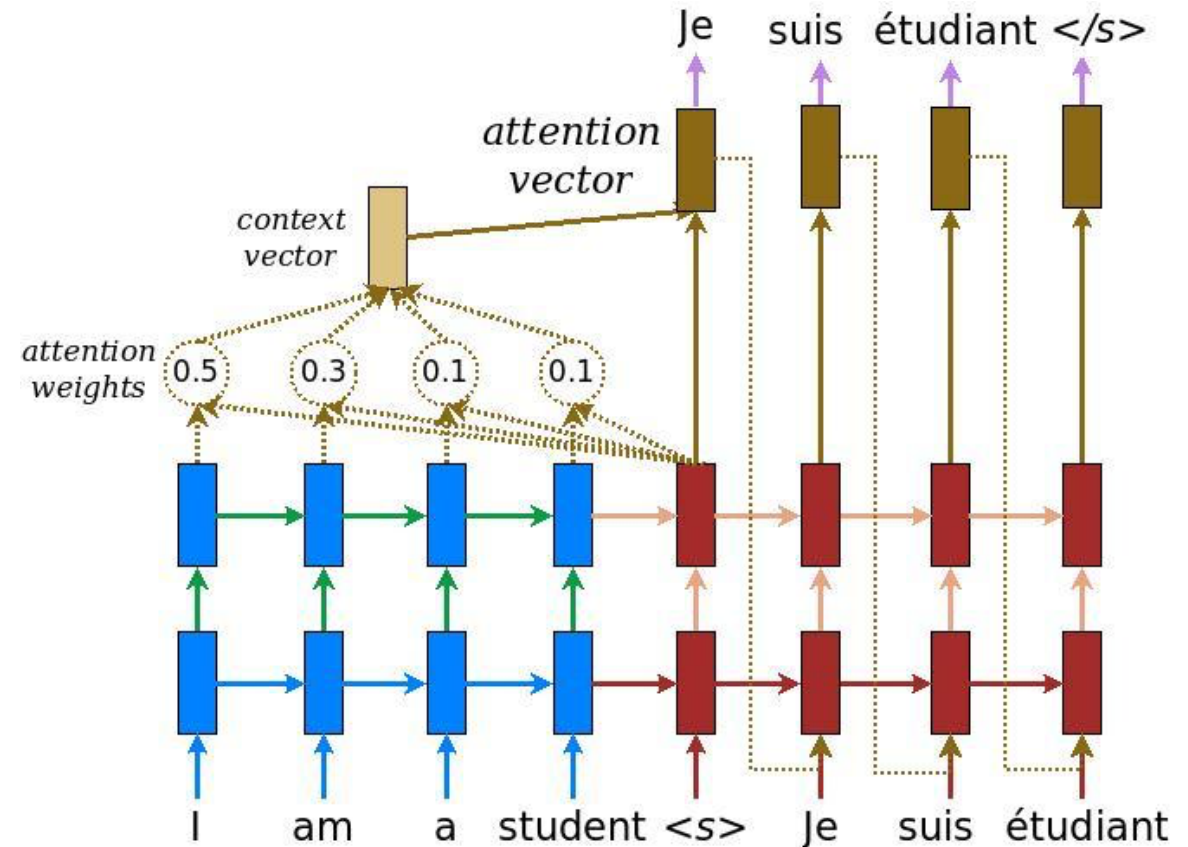 Je suis étudiant </s>
attention
vector
context
vector
attention
weights
0.5 0.3 0.1 0.1
I am a student <s> Je suis étudiant